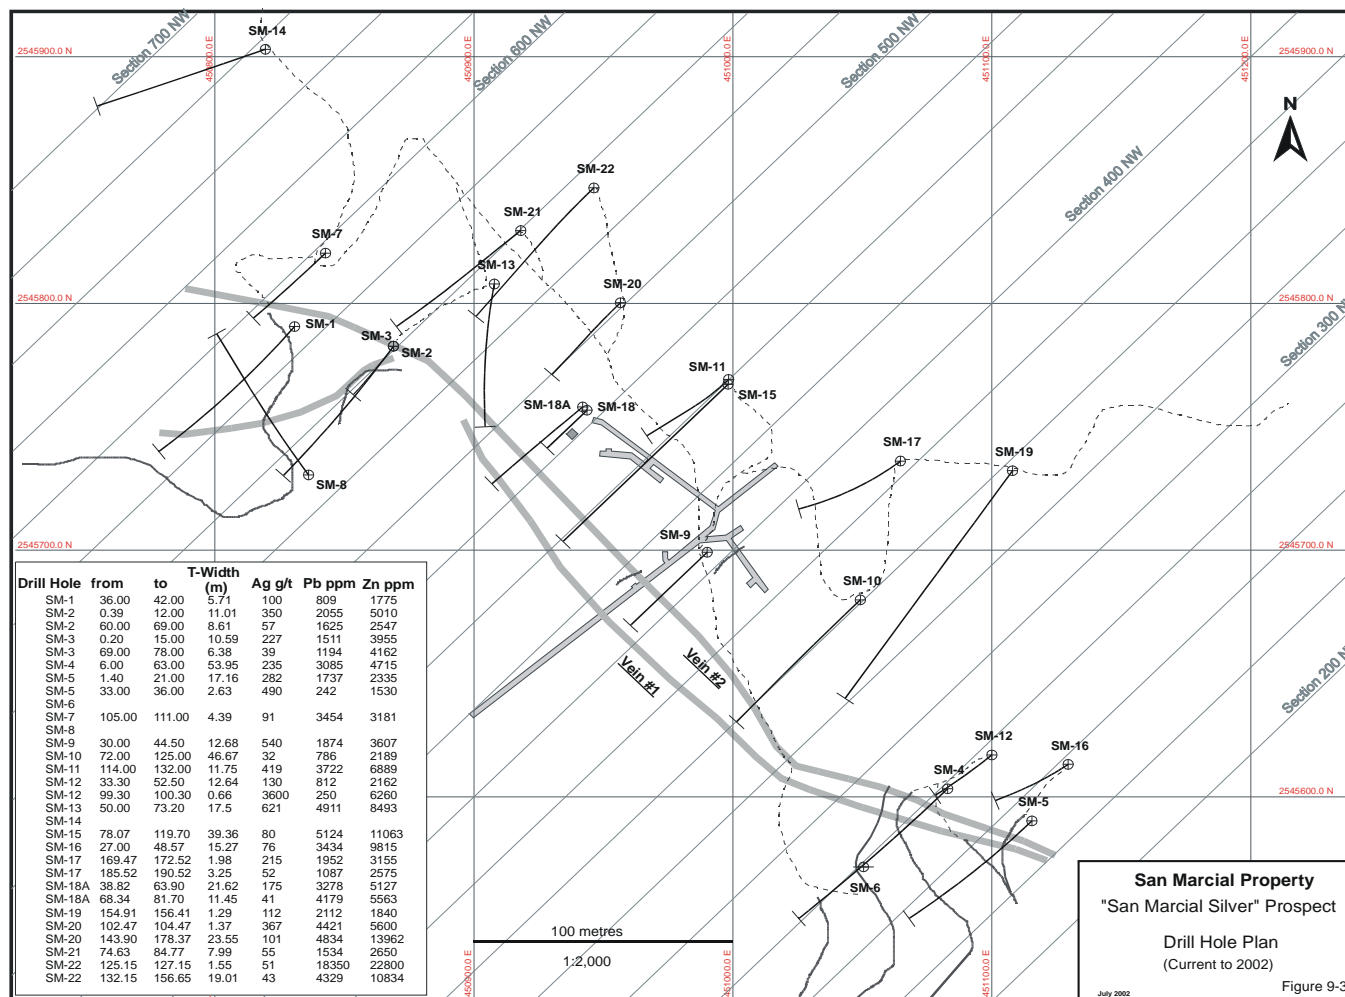 SM-14
Section 700 NW
Section 600 NW
Section 500 NW
2545900.0 N
450800.0 E
450900.0 E
451000.0 E
451100.0 E
451200.0 E
2545900.0 N
N
Section 400 NW
SM-22
SM-21
SM-7
SM-13
SM-20
2545800.0 N
2545800.0 N
SM-1
SM-3
SM-2
Section 300 NW
SM-11
SM-15
SM-18A
SM-18
SM-17
SM-19
SM-8
SM-9
2545700.0 N
2545700.0 N
SM-10
Vein #1
Vein #2
Section 200 NW
SM-12
SM-16
SM-4
SM-5
2545600.0 N
SM-6
Drill Hole from to T-Width (m) Ag g/t Pb ppm Zn ppm
SM-1 36.00 42.00 5.71 100 809 1775
SM-2 0.39 12.00 11.01 350 2055 5010
SM-2 60.00 69.00 8.61 57 1625 2547
SM-3 0.20 15.00 10.59 227 1511 3955
SM-3 69.00 78.00 6.38 39 1194 4162
SM-4 6.00 63.00 53.95 235 3085 4715
SM-5 1.40 21.00 17.16 282 1737 2335
SM-5 33.00 36.00 2.63 490 242 1530
SM-6
SM-7 105.00 111.00 4.39 91 3454 3181
SM-8
SM-9 30.00 44.50 12.68 540 1874 3607
SM-10 72.00 125.00 46.67 32 786 2189
SM-11 114.00 132.00 11.75 419 3722 6889
SM-12 33.30 52.50 12.64 130 812 2162
SM-12 99.30 100.30 0.66 3600 250 6260
SM-13 50.00 73.20 17.5 621 4911 8493
SM-14
SM-15 78.07 119.70 39.36 80 5124 11063
SM-16 27.00 48.57 15.27 76 3434 9815
SM-17 169.47 172.52 1.98 215 1952 3155
SM-17 185.52 190.52 3.25 52 1087 2575
SM-18A 38.82 63.90 21.62 175 3278 5127
SM-18A 68.34 81.70 11.45 41 4179 5563
SM-19 154.91 156.41 1.29 112 2112 1840
SM-20 102.47 104.47 1.37 367 4421 5600
SM-20 143.90 178.37 23.55 101 4834 13962
SM-21 74.63 84.77 7.99 55 1534 2650
SM-22 125.15 127.15 1.55 51 18350 22800
SM-22 132.15 156.65 19.01 43 4329 10834
100 metres
1:2,000
450900.0 E
451000.0 E
451100.0 E
San Marcial Property
"San Marcial Silver" Prospect
Drill Hole Plan
(Current to 2002)
July 2002
Figure 9-3